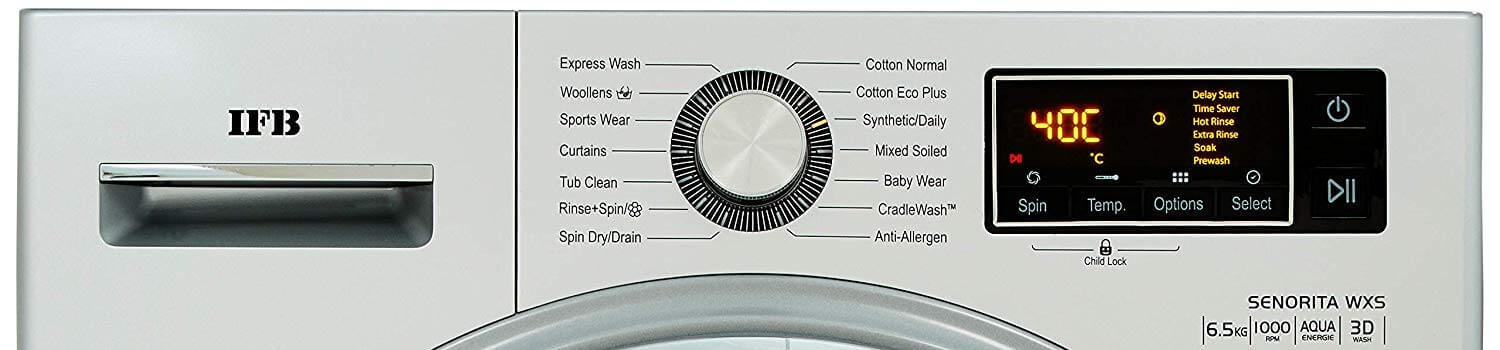 IFB
Express Wash
Woollens
Sports Wear
Curtains
Tub Clean
Rinse+Spin/
Spin Dry/Drain
Cotton Normal
Cotton Eco Plus
Synthetic/Daily
Mixed Soiled
Baby Wear
CradleWash™
Anti-Allergen
40C
°C
Delay Start
Time Saver
Hot Rinse
Extra Rinse
Soak
Prewash
Spin Temp. Options Select
Child Lock
SENORITA WXS
6.5KG 1000 RPM AQUA ENERGIE 3D WASH